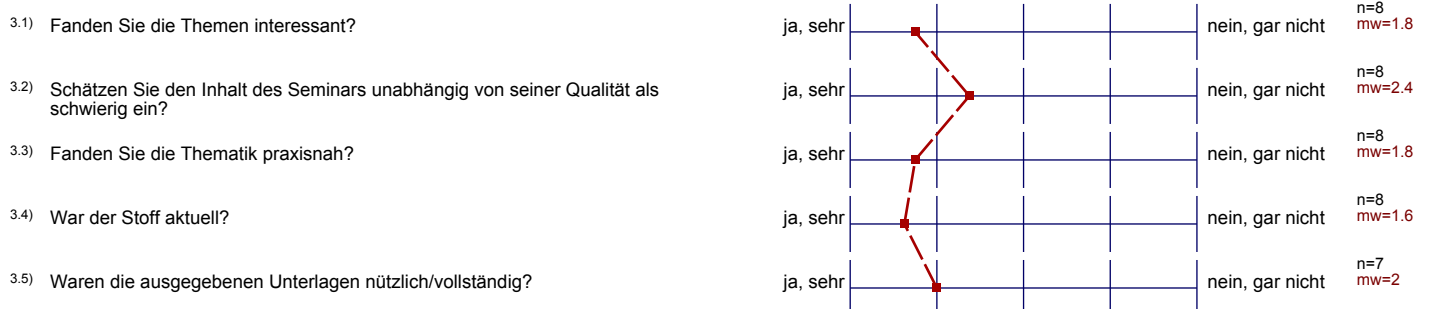 3.1) Fanden Sie die Themen interessant? ja, sehr nein, gar nicht n=8
mw=1.8
3.2) Schätzen Sie den Inhalt des Seminars unabhängig von seiner Qualität als
schwierig ein? ja, sehr nein, gar nicht n=8
mw=2.4
3.3) Fanden Sie die Thematik praxisnah? ja, sehr nein, gar nicht n=8
mw=1.8
3.4) War der Stoff aktuell? ja, sehr nein, gar nicht n=8
mw=1.6
3.5) Waren die ausgegebenen Unterlagen nützlich/vollständig? ja, sehr nein, gar nicht n=7
mw=2